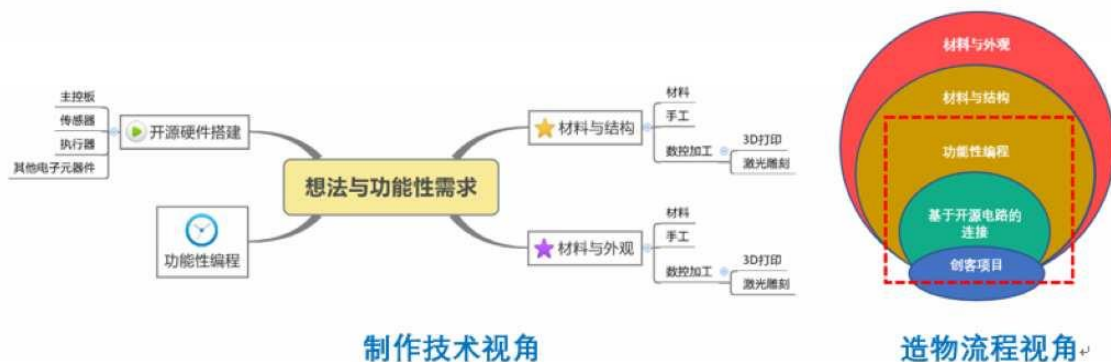 主控板
传感器
执行器
其他电子元器件
开源硬件搭建
功能性编程
想法与功能性需求
材料与结构
材料
手工
数控加工
3D打印
激光雕刻
材料与外观
材料
手工
数控加工
3D打印
激光雕刻
制作技术视角
材料与外观
材料与结构
功能性编程
基于开源电路的
连接
创客项目
造物流程视角